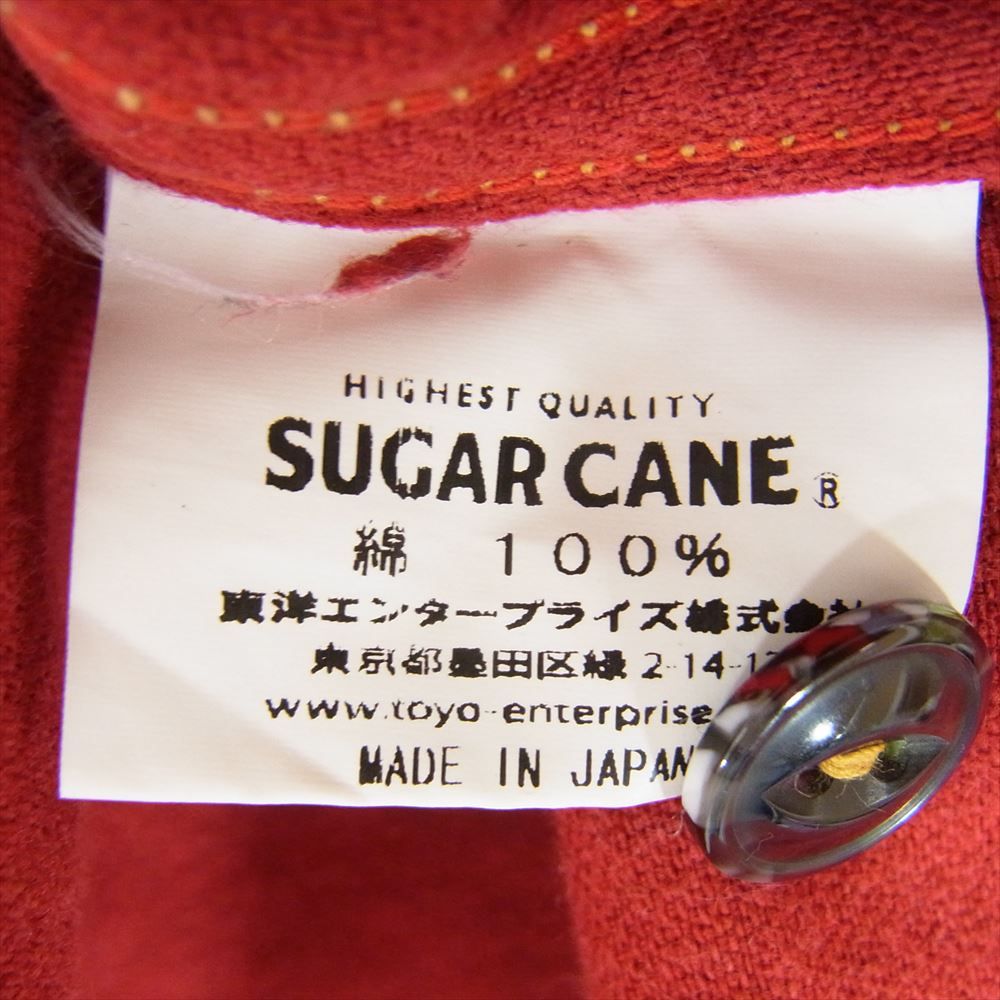 HIGHEST QUALITY
SUGAR CANE ®
綿 100%
東洋エンタープライズ株式会社
東京都墨田区緑 2-14-1
www.toyo-enterprise
MADE IN JAPAN